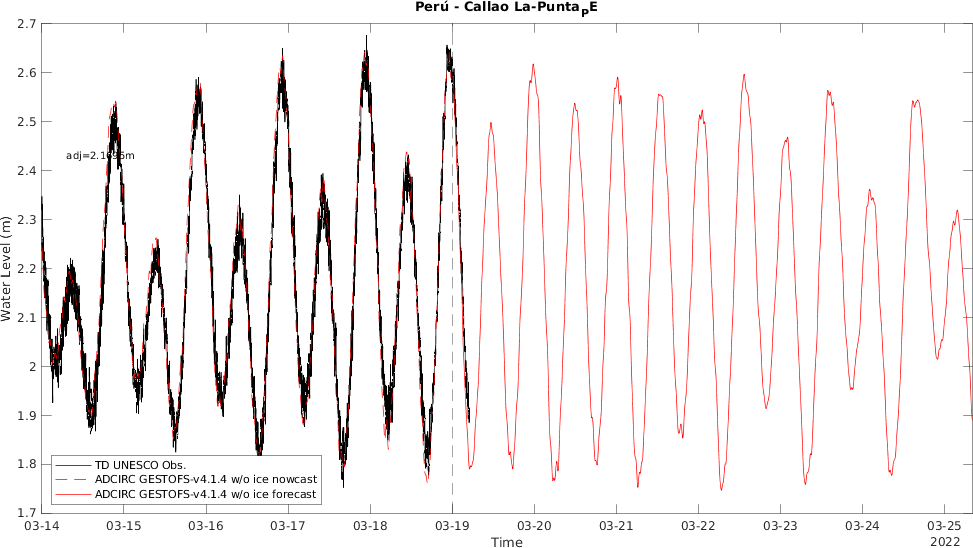 Perú - Callao La-PuntapE
2.7
2.6
2.5
2.4
2.3
2.2
2.1
2
1.9
1.8
1.7
Water Level (m)
adj=2.1695m
TD UNESCO Obs.
ADCIRC GESTOFS-v4.1.4 w/o ice nowcast
ADCIRC GESTOFS-v4.1.4 w/o ice forecast
03-14 03-15 03-16 03-17 03-18 03-19 03-20 03-21 03-22 03-23 03-24 03-25
Time
2022